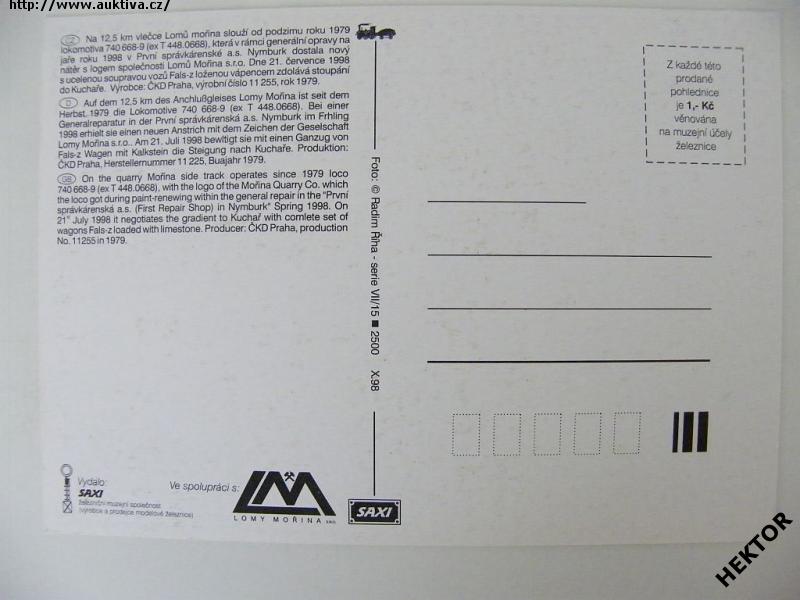 http://www.auktiva.cz/
CZ Na 12,5 km vlečce Lomů mořina slouží od podzimu roku 1979
lokomotiva 740 668-9 (ex T 448.0668), která v rámci generální opravy na
jaře roku 1998 v První správkárenské a.s. Nymburk dostala nový
nátěr s logem společnosti Lomů Mořina s.r.o. Dne 21. července 1998
s ucelenou soupravou vozů Fals-z loženou vápencem zdolává stoupání
do Kuchaře. Výrobce: ČKD Praha, výrobní číslo 11 255, rok 1979.
D Auf dem 12,5 km des Anchlußgleises Lomy Mořina ist seit dem
Herbst, 1979 die Lokomotive 740 668-9 (ex T 448.0668). Bei einer
Generalreparatur in der První správkárenská a.s. Nymburk im Frhling
1998 erhielt sie einen neuen Anstrich mit dem Zeichen der Geselschaft
Lomy Mořina s.r.o.. Am 21. Juli 1998 bewltigt sie mit einen Ganzug von
Fals-z Wagen mit Kalkstein die Steigung nach Kuchaře. Produktion:
ČKD Praha, Herstellernummer 11 225, Buajahr 1979.
GB On the quarry Mořina side track operates since 1979 loco
740 668-9 (ex T 448.0668), with the logo of the Mořina Quarry Co. which
the loco got during paint-renewing within the general repair in the "První
správkárenská a.s. (First Repair Shop) in Nymburk" Spring 1998. On
21st July 1998 it negotiates the gradient to Kuchař with comlete set of
wagons Fals-z loaded with limestone. Producer: ČKD Praha, production
No. 11255 in 1979.
Foto: © Radim Říha - serie VII/15 ■ 2500 X.98
Z každé této
prodané
pohlednice
je 1,- Kč
věnována
na muzejní účely
železnice
Vydalo:
SAXI
železniční muzejní společnost
(výrobce a prodejce modelové železnice)
Ve spolupráci s:
LM
LOMY MOŘINA s.r.o.
SAXI
HEKTOR